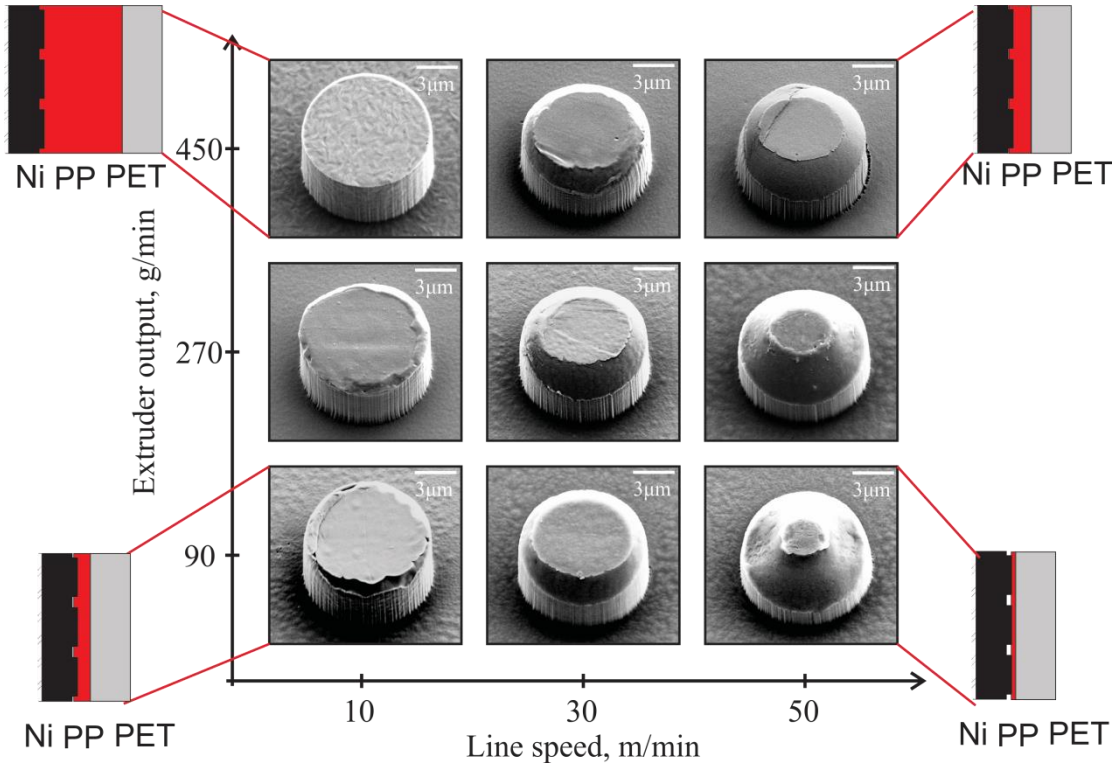 Ni PP PET
Ni PP PET
Extruder output, g/min
450
3μm
3μm
3μm
270
3μm
3μm
3μm
90
3μm
3μm
3μm
Ni PP PET
Ni PP PET
10
30
50
Line speed, m/min